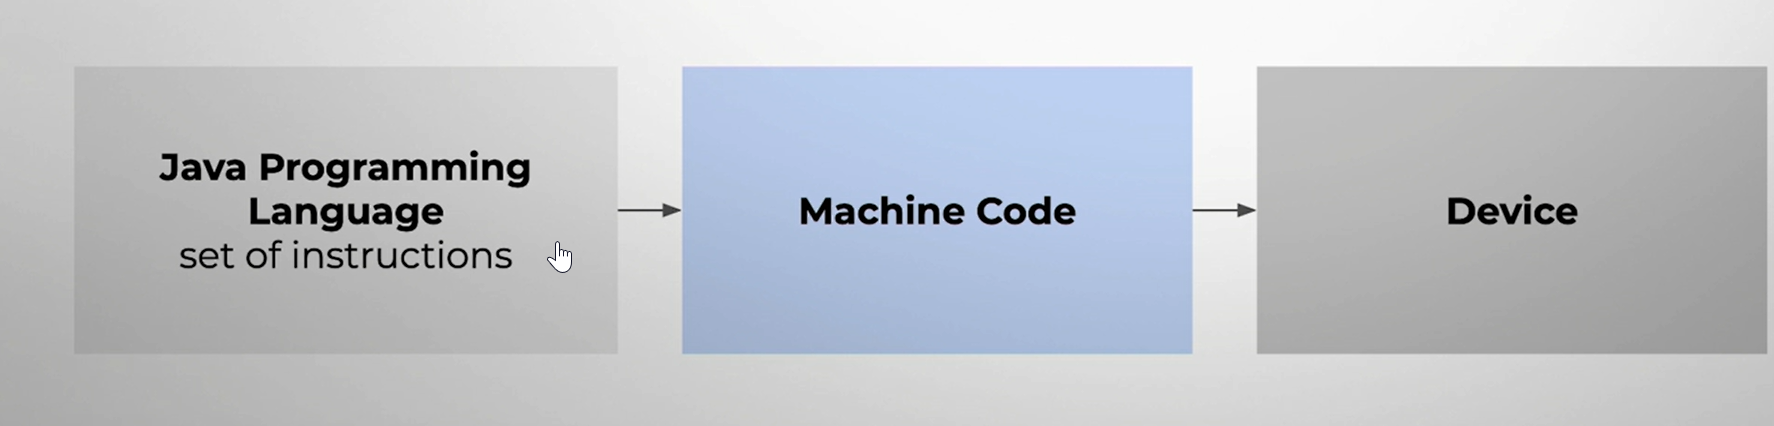 Java Programming
Language
set of instructions
Machine Code
Device